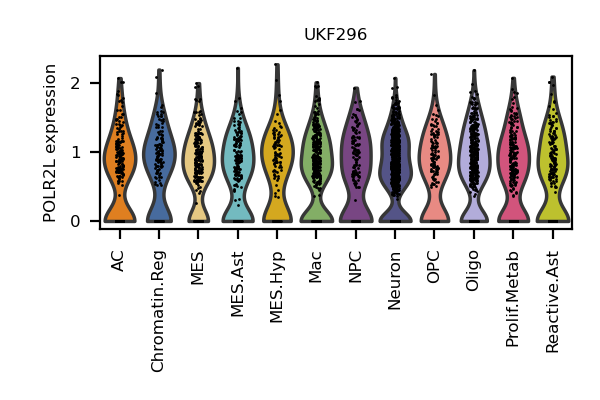 UKF296
POLR2L expression
2
1
0
AC
Chromatin.Reg
MES
MES.Ast
MES.Hyp
Mac
NPC
Neuron
OPC
Oligo
Prolif.Metab
Reactive.Ast